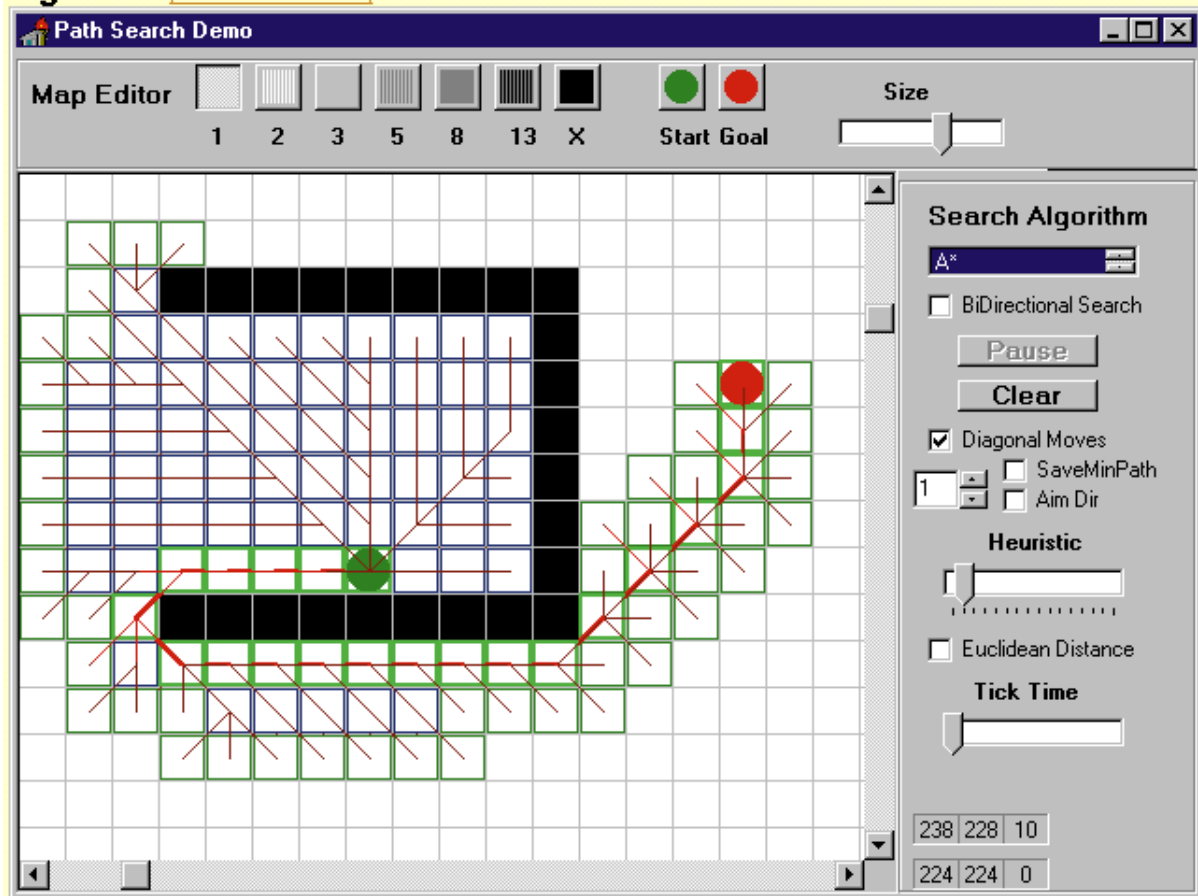 Path Search Demo
Map Editor
1 2 3 5 8 13 X
Start Goal
Size
Search Algorithm
A*
BiDirectional Search
Pause
Clear
Diagonal Moves
1
SaveMinPath
Aim Dir
Heuristic
Euclidean Distance
Tick Time
238 228 10
224 224 0